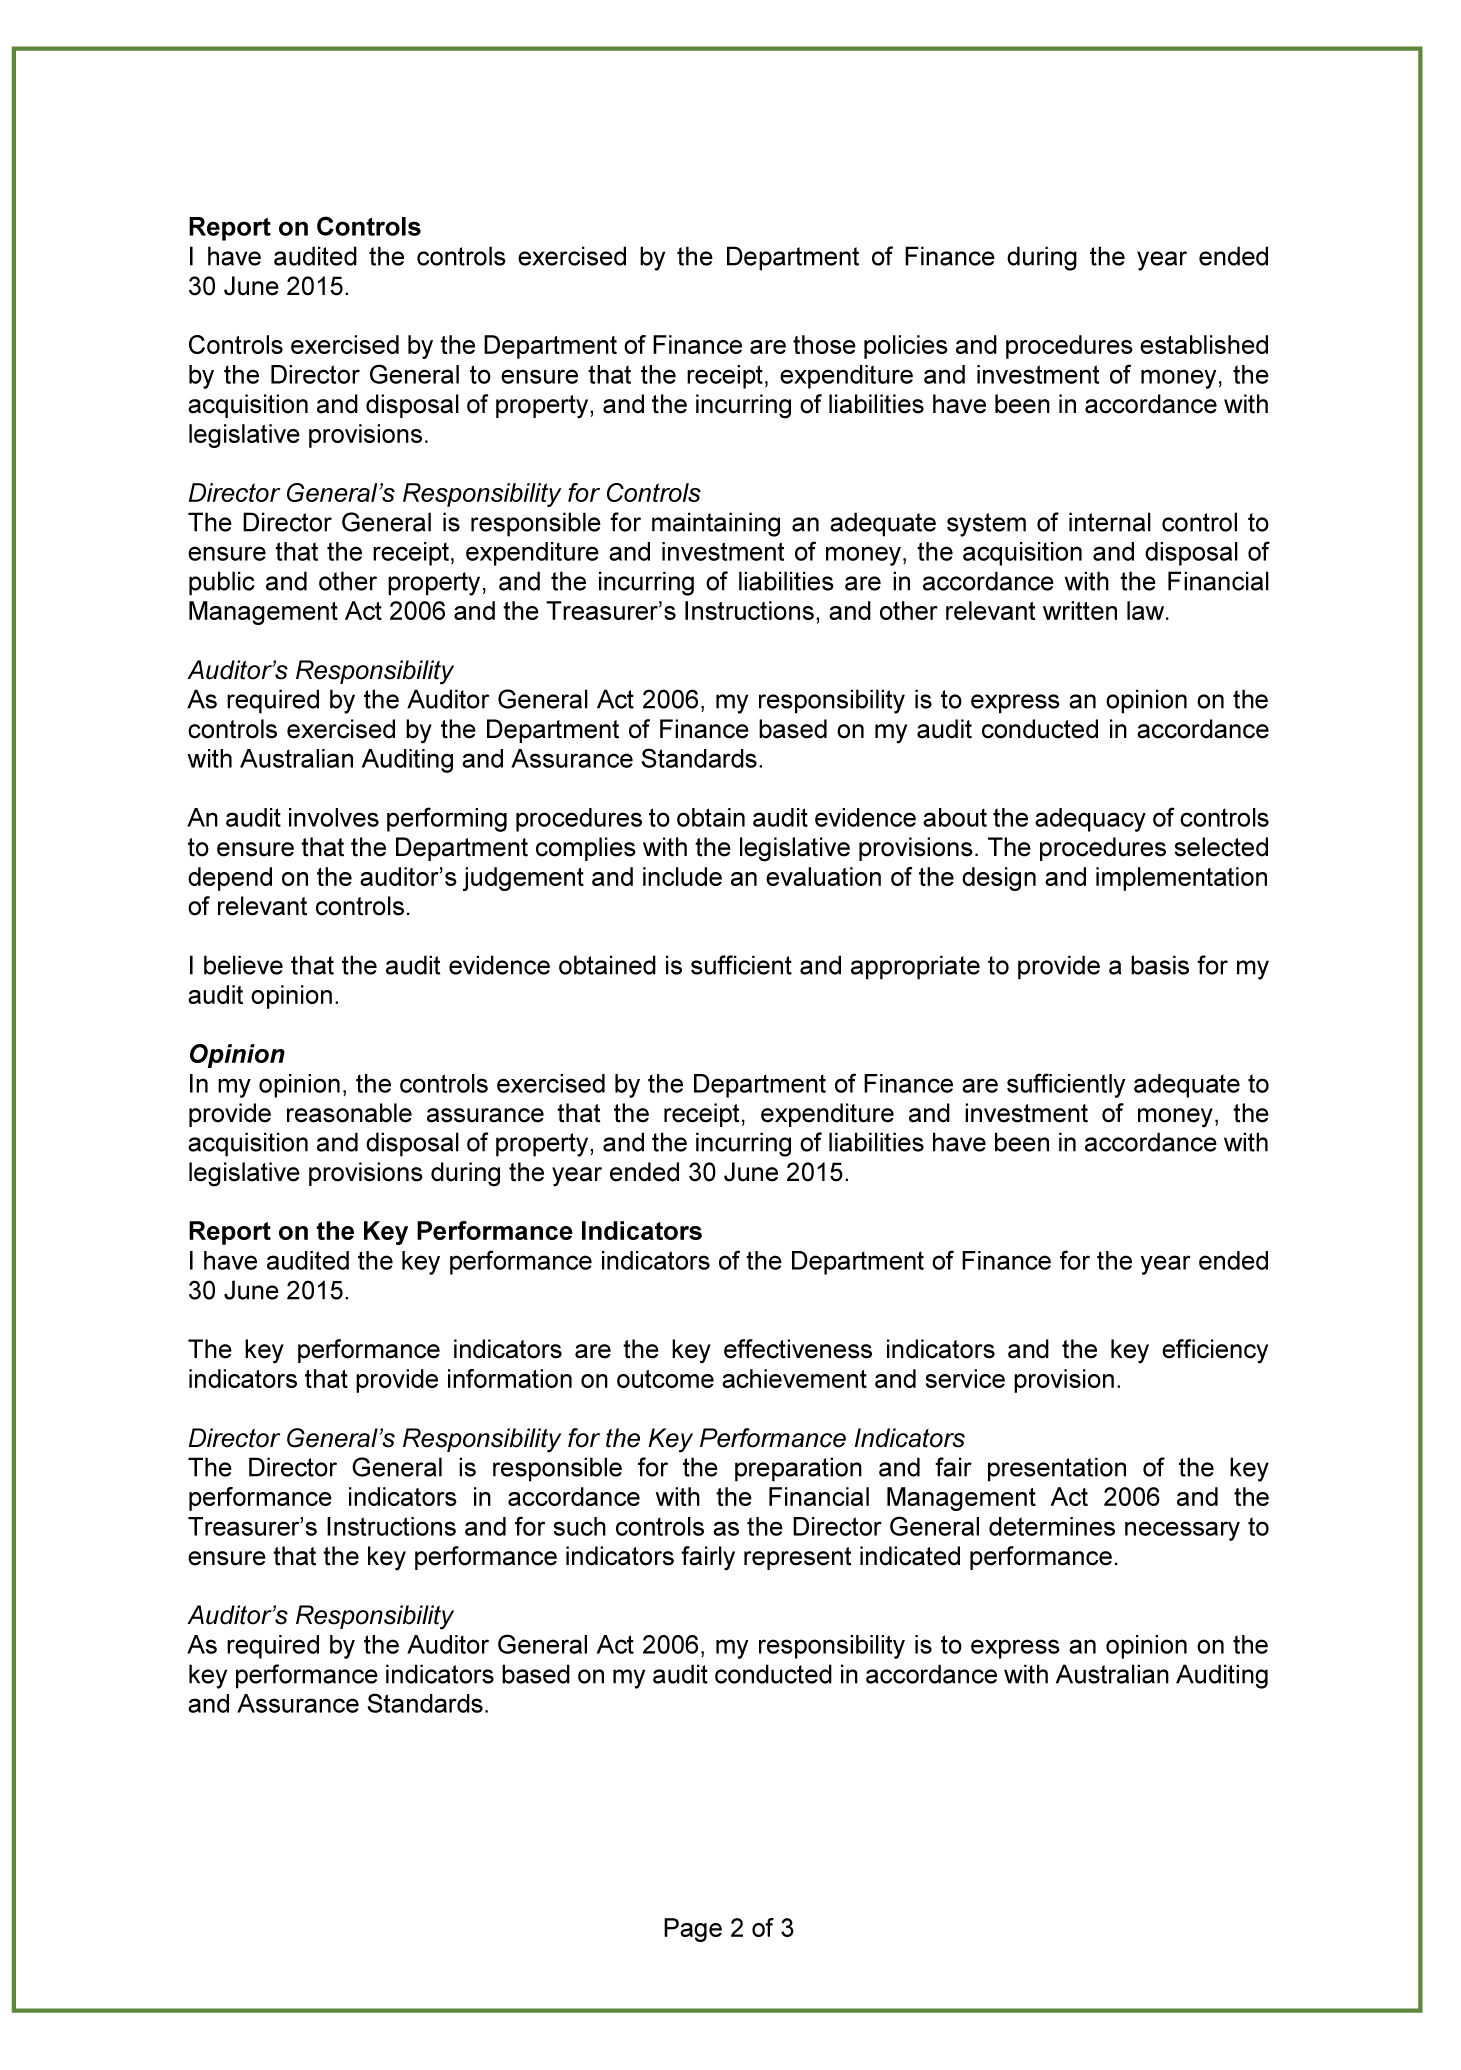 Report on Controls
I have audited the controls exercised by the Department of Finance during the year ended
30 June 2015.
Controls exercised by the Department of Finance are those policies and procedures established
by the Director General to ensure that the receipt, expenditure and investment of money, the
acquisition and disposal of property, and the incurring of liabilities have been in accordance with
legislative provisions.
Director General’s Responsibility for Controls
The Director General is responsible for maintaining an adequate system of internal control to
ensure that the receipt, expenditure and investment of money, the acquisition and disposal of
public and other property, and the incurring of liabilities are in accordance with the Financial
Management Act 2006 and the Treasurer’s Instructions, and other relevant written law.
Auditor’s Responsibility
As required by the Auditor General Act 2006, my responsibility is to express an opinion on the
controls exercised by the Department of Finance based on my audit conducted in accordance
with Australian Auditing and Assurance Standards.
An audit involves performing procedures to obtain audit evidence about the adequacy of controls
to ensure that the Department complies with the legislative provisions. The procedures selected
depend on the auditor’s judgement and include an evaluation of the design and implementation
of relevant controls.
I believe that the audit evidence obtained is sufficient and appropriate to provide a basis for my
audit opinion.
Opinion
In my opinion, the controls exercised by the Department of Finance are sufficiently adequate to
provide reasonable assurance that the receipt, expenditure and investment of money, the
acquisition and disposal of property, and the incurring of liabilities have been in accordance with
legislative provisions during the year ended 30 June 2015.
Report on the Key Performance Indicators
I have audited the key performance indicators of the Department of Finance for the year ended
30 June 2015.
The key performance indicators are the key effectiveness indicators and the key efficiency
indicators that provide information on outcome achievement and service provision.
Director General’s Responsibility for the Key Performance Indicators
The Director General is responsible for the preparation and fair presentation of the key
performance indicators in accordance with the Financial Management Act 2006 and the
Treasurer’s Instructions and for such controls as the Director General determines necessary to
ensure that the key performance indicators fairly represent indicated performance.
Auditor’s Responsibility
As required by the Auditor General Act 2006, my responsibility is to express an opinion on the
key performance indicators based on my audit conducted in accordance with Australian Auditing
and Assurance Standards.
Page 2 of 3